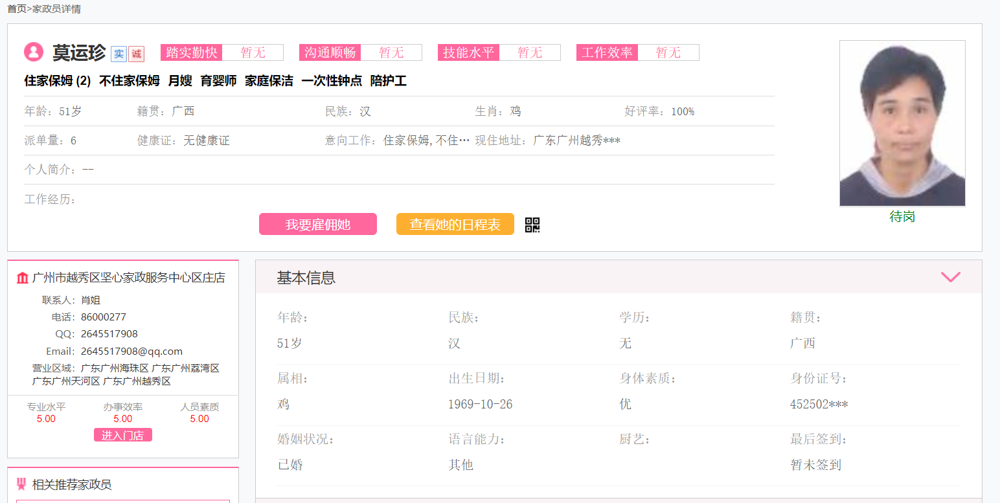 首页>家政员详情
莫运珍 实 诚 踏实勤快 暂无 沟通顺畅 暂无 技能水平 暂无 工作效率 暂无
住家保姆 (2) 不住家保姆 月嫂 育婴师 家庭保洁 一次性钟点 陪护工
年龄：51岁 籍贯：广西 民族：汉 生肖：鸡 好评率：100%
派单量：6 健康证：无健康证 意向工作：住家保姆,不住… 现住地址：广东广州越秀***
个人简介：--
工作经历：
我要雇佣她 查看她的日程表
待岗
广州市越秀区坚心家政服务中心区庄店
联系人：肖姐
电话：86000277
QQ：2645517908
Email：2645517908@qq.com
营业区域：广东广州海珠区 广东广州荔湾区
广东广州天河区 广东广州越秀区
专业水平 办事效率 人员素质
5.00 5.00 5.00
进入门店
相关推荐家政员
基本信息
年龄： 民族： 学历： 籍贯：
51岁 汉 无 广西
属相： 出生日期： 身体素质： 身份证号：
鸡 1969-10-26 优 452502***
婚姻状况： 语言能力： 厨艺： 最后签到：
已婚 其他 暂未签到